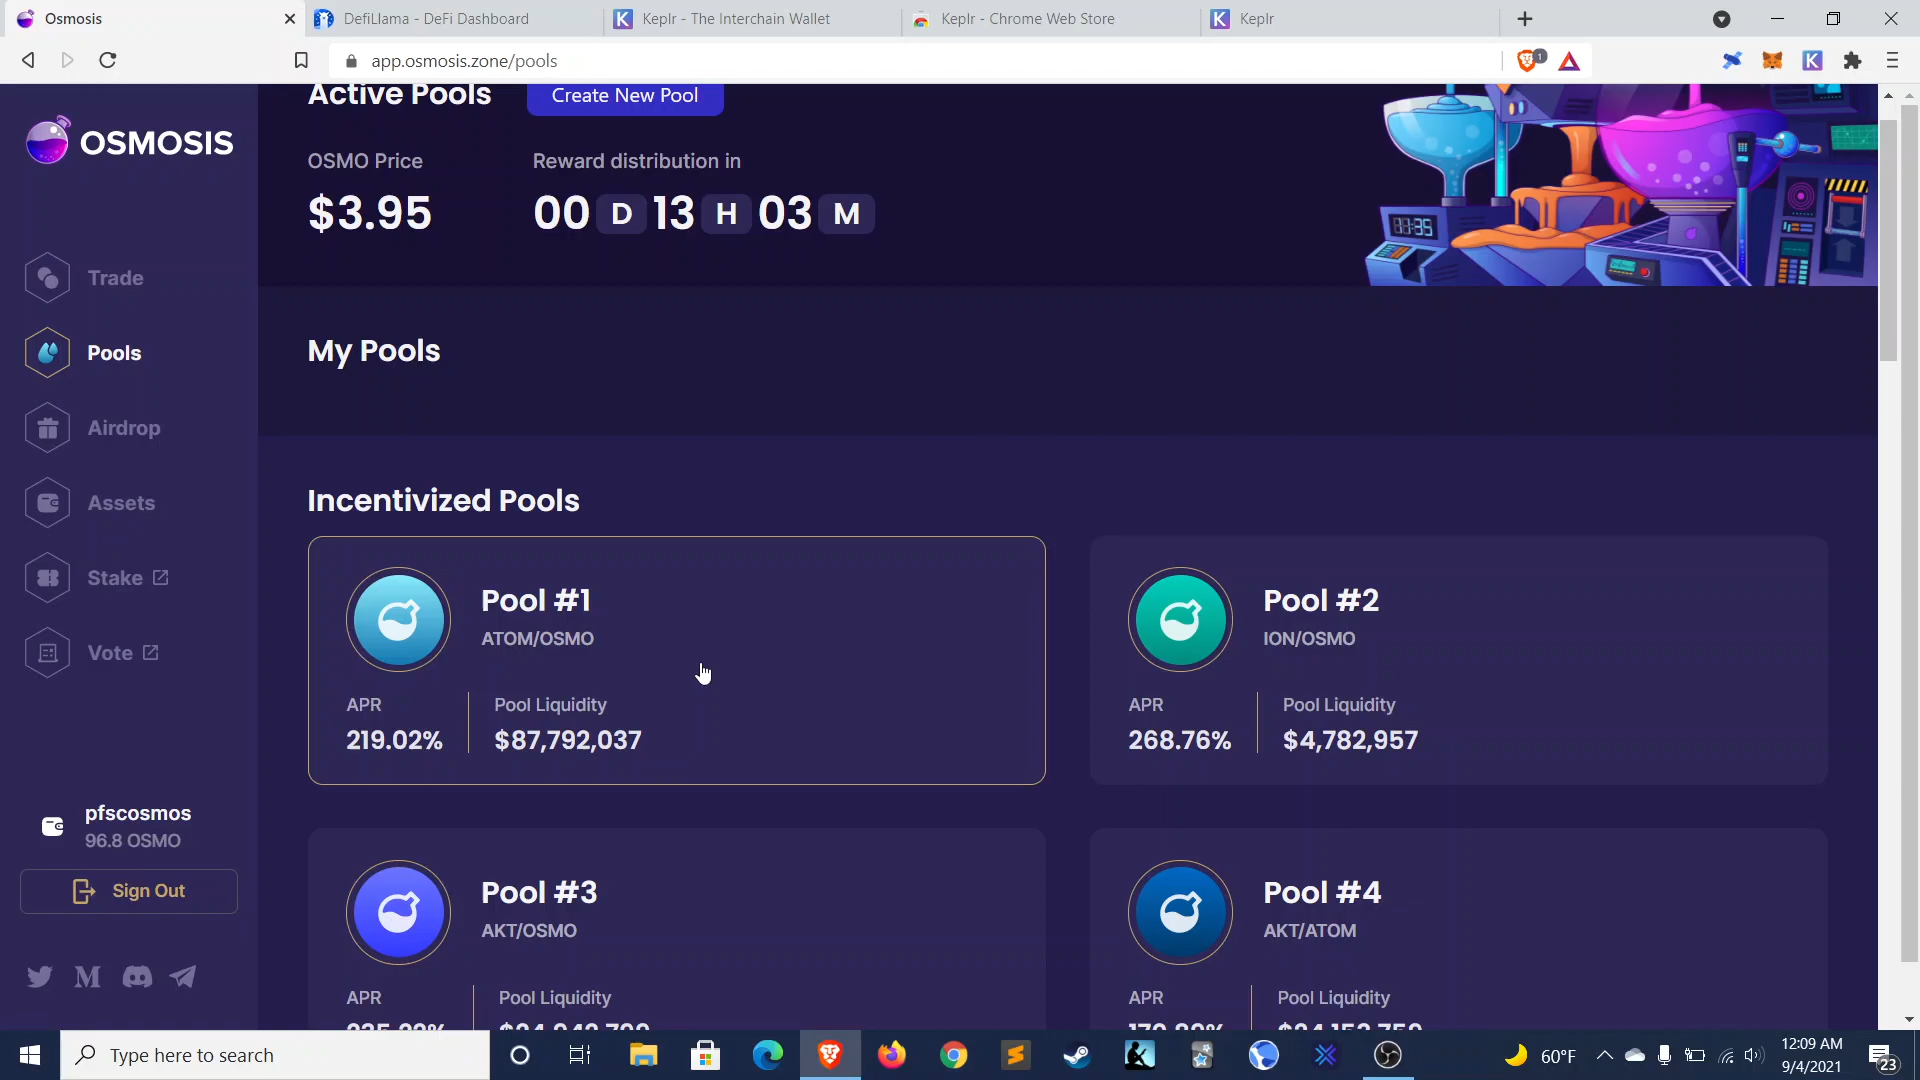 Osmosis
DefiLlama - DeFi Dashboard
Keplr - The Interchain Wallet
Keplr - Chrome Web Store
Keplr
app.osmosis.zone/pools
1
OSMOSIS
Trade
Pools
Airdrop
Assets
Stake
Vote
pfscosmos
96.8 OSMO
Sign Out
Active Pools
Create New Pool
OSMO Price
Reward distribution in
$3.95
00 D 13 H 03 M
My Pools
Incentivized Pools
Pool #1
ATOM/OSMO
APR
Pool Liquidity
219.02%
$87,792,037
Pool #2
ION/OSMO
APR
Pool Liquidity
268.76%
$4,782,957
Pool #3
AKT/OSMO
APR
Pool Liquidity
Pool #4
AKT/ATOM
APR
Pool Liquidity
Type here to search
60°F
12:09 AM
9/4/2021
23